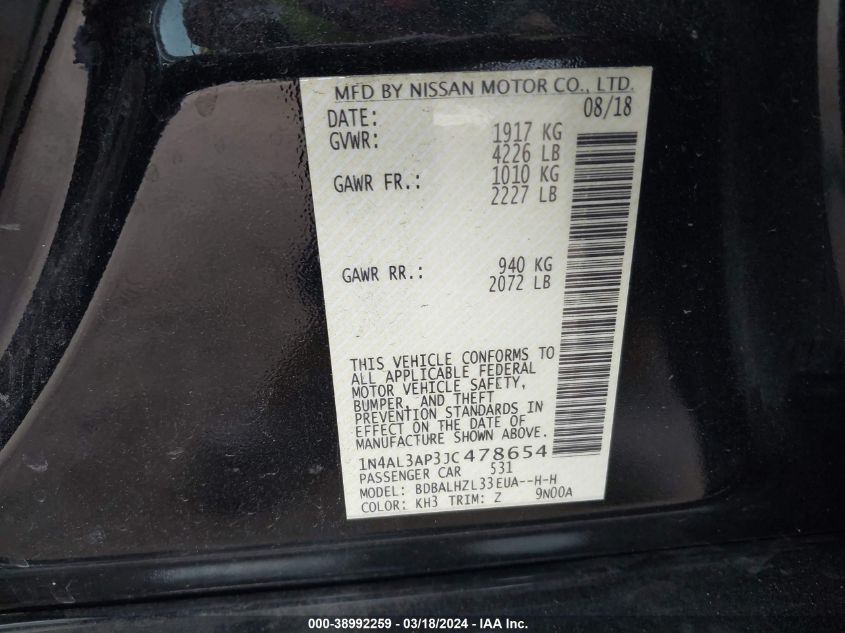 MFD BY NISSAN MOTOR CO., LTD.
DATE: 08/18
GVWR: 1917 KG
4226 LB
GAWR FR.: 1010 KG
2227 LB
GAWR RR.: 940 KG
2072 LB
THIS VEHICLE CONFORMS TO
ALL APPLICABLE FEDERAL
MOTOR VEHICLE SAFETY,
BUMPER, AND THEFT
PREVENTION STANDARDS IN
EFFECT ON THE DATE OF
MANUFACTURE SHOWN ABOVE.
1N4AL3AP3JC478654
PASSENGER CAR 531
MODEL: BDBALHZL33EUA--H-H
COLOR: KH3 TRIM: Z 9N00A
000-38992259 - 03/18/2024 - IAA Inc.